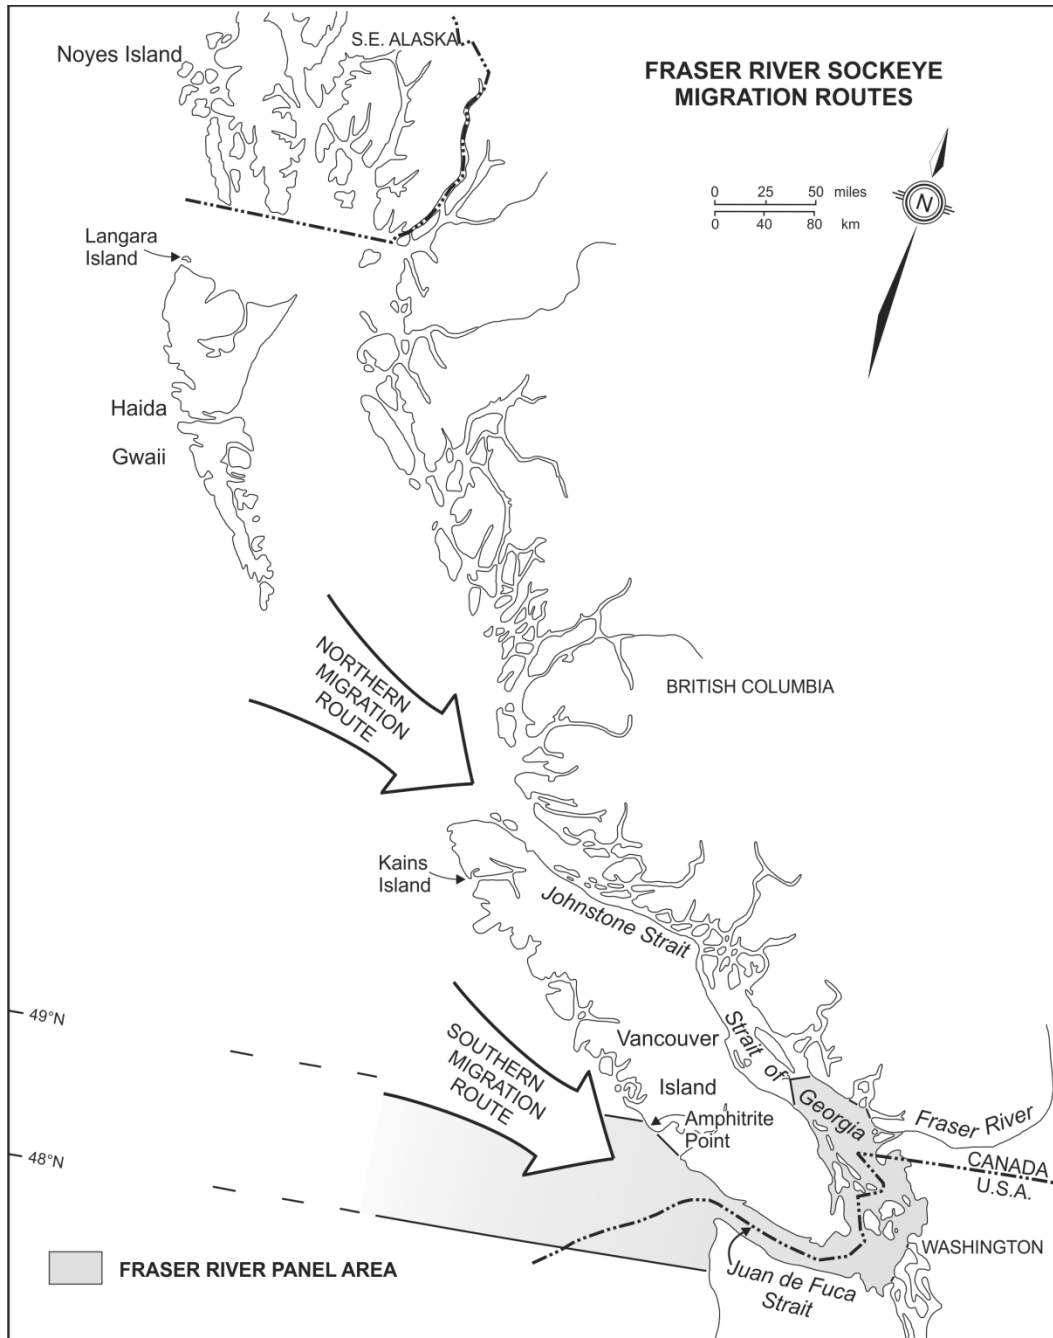 S.E. ALASKA
Noyes Island
FRASER RIVER SOCKEYE
MIGRATION ROUTES
0 25 50 miles
0 40 80 km
N
Langara
Island
Haida
Gwaii
NORTHERN
MIGRATION
ROUTE
BRITISH COLUMBIA
Kains
Island
Johnstone Strait
49°N
Strait of
Georgia
Vancouver
Island
SOUTHERN
MIGRATION
ROUTE
Amphitrite
Point
Fraser River
48°N
CANADA
U.S.A.
WASHINGTON
Juan de Fuca
Strait
FRASER RIVER PANEL AREA